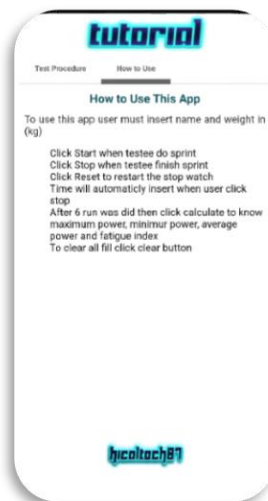 tutorial
Test Procedure
How to Use
How to Use This App
To use this app user must insert name and weight in
(kg)
Click Start when testee do sprint
Click Stop when testee finish sprint
Click Reset to restart the stop watch
Time will automaticly insert when user click
stop
After 6 run was did then click calculate to know
maximum power, minimur power, average
power and fatigue index
To clear all fill click clear button
hicoltech87